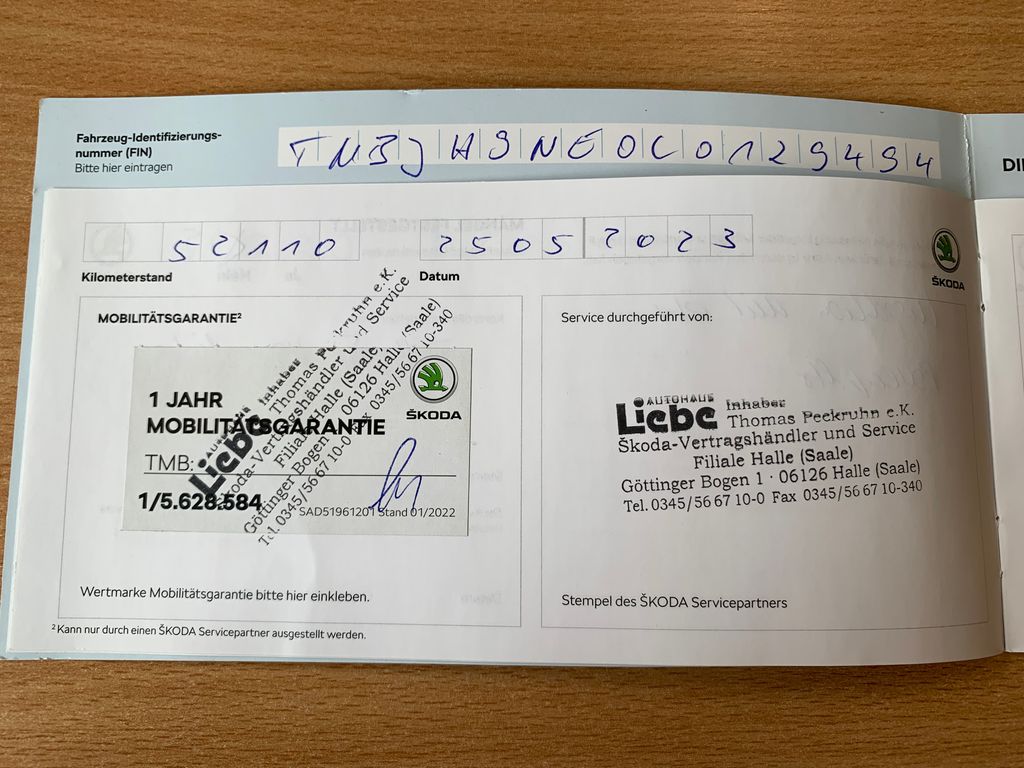 Fahrzeug-Identifizierungs-
nummer (FIN)
Bitte hier eintragen
TMBJH9NE0C0129494
DI
52110
25052023
Kilometerstand
Datum
ŠKODA
MOBILITÄTSGARANTIE²
1 JAHR
MOBILITÄTSGARANTIE
TMB:
1/5.628.584
SAD51961201 Stand 01/2022
ŠKODA
AUTOHAUS Liebe Inhaber
Thomas Peckruhn e.K.
Škoda-Vertragshändler und Service
Filiale Halle (Saale)
Göttinger Bogen 1 · 06126 Halle (Saale)
Tel. 0345/56 67 10-0 Fax 0345/56 67 10-340
Wertmarke Mobilitätsgarantie bitte hier einkleben.
² Kann nur durch einen ŠKODA Servicepartner ausgestellt werden.
Service durchgeführt von:
AUTOHAUS Liebe Inhaber
Thomas Peckruhn e.K.
Škoda-Vertragshändler und Service
Filiale Halle (Saale)
Göttinger Bogen 1 · 06126 Halle (Saale)
Tel. 0345/56 67 10-0 Fax 0345/56 67 10-340
Stempel des ŠKODA Servicepartners